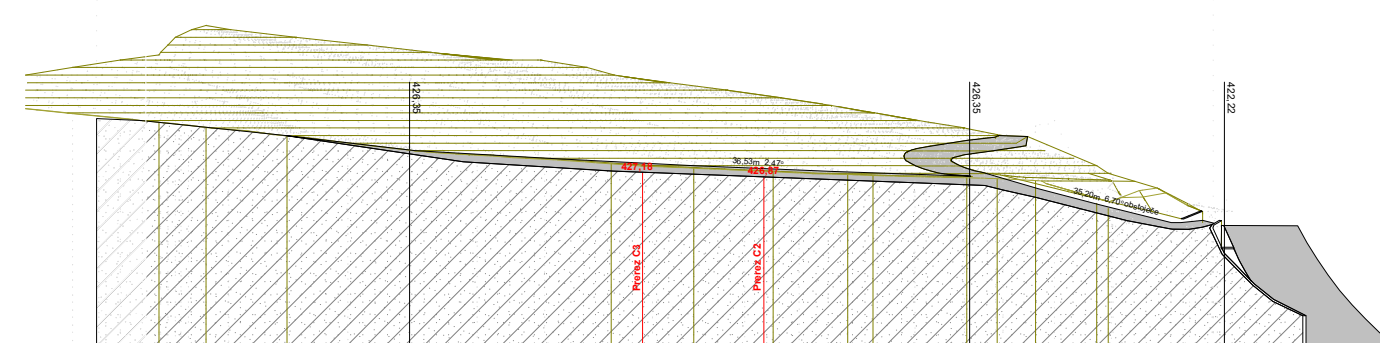 426,35
426,35
422,22
36,53m 2,47°
427,18
426,87
35,20m 6,70° obstoječe
Prerez C3
Prerez C2